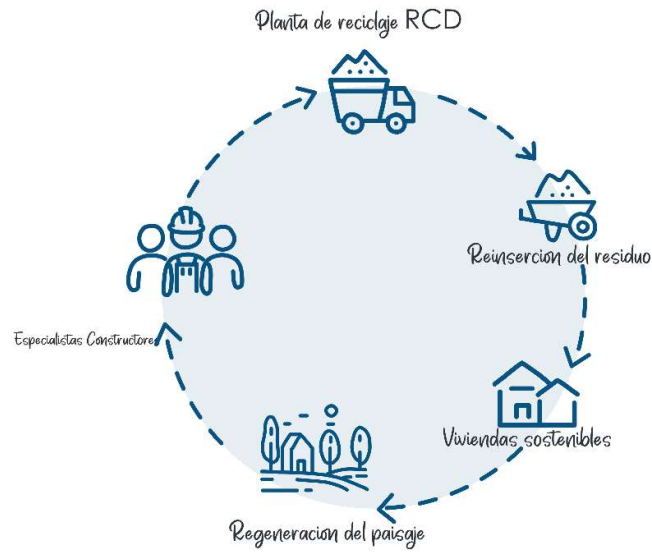 Planta de reciclaje RCD
Reinsercion del residuo
Viviendas sostenibles
Regeneracion del paisaje
Especialistas Constructores